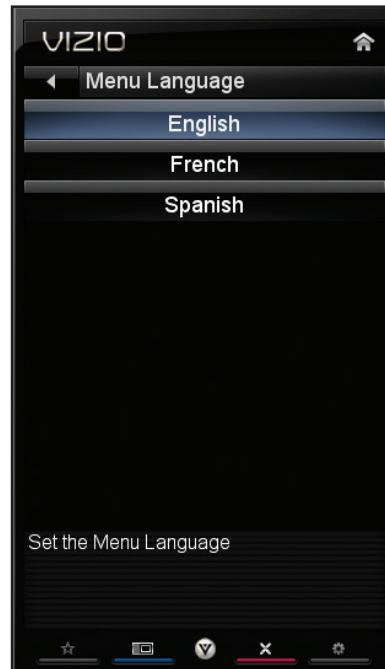 VIZIO
Menu Language
English
French
Spanish
Set the Menu Language